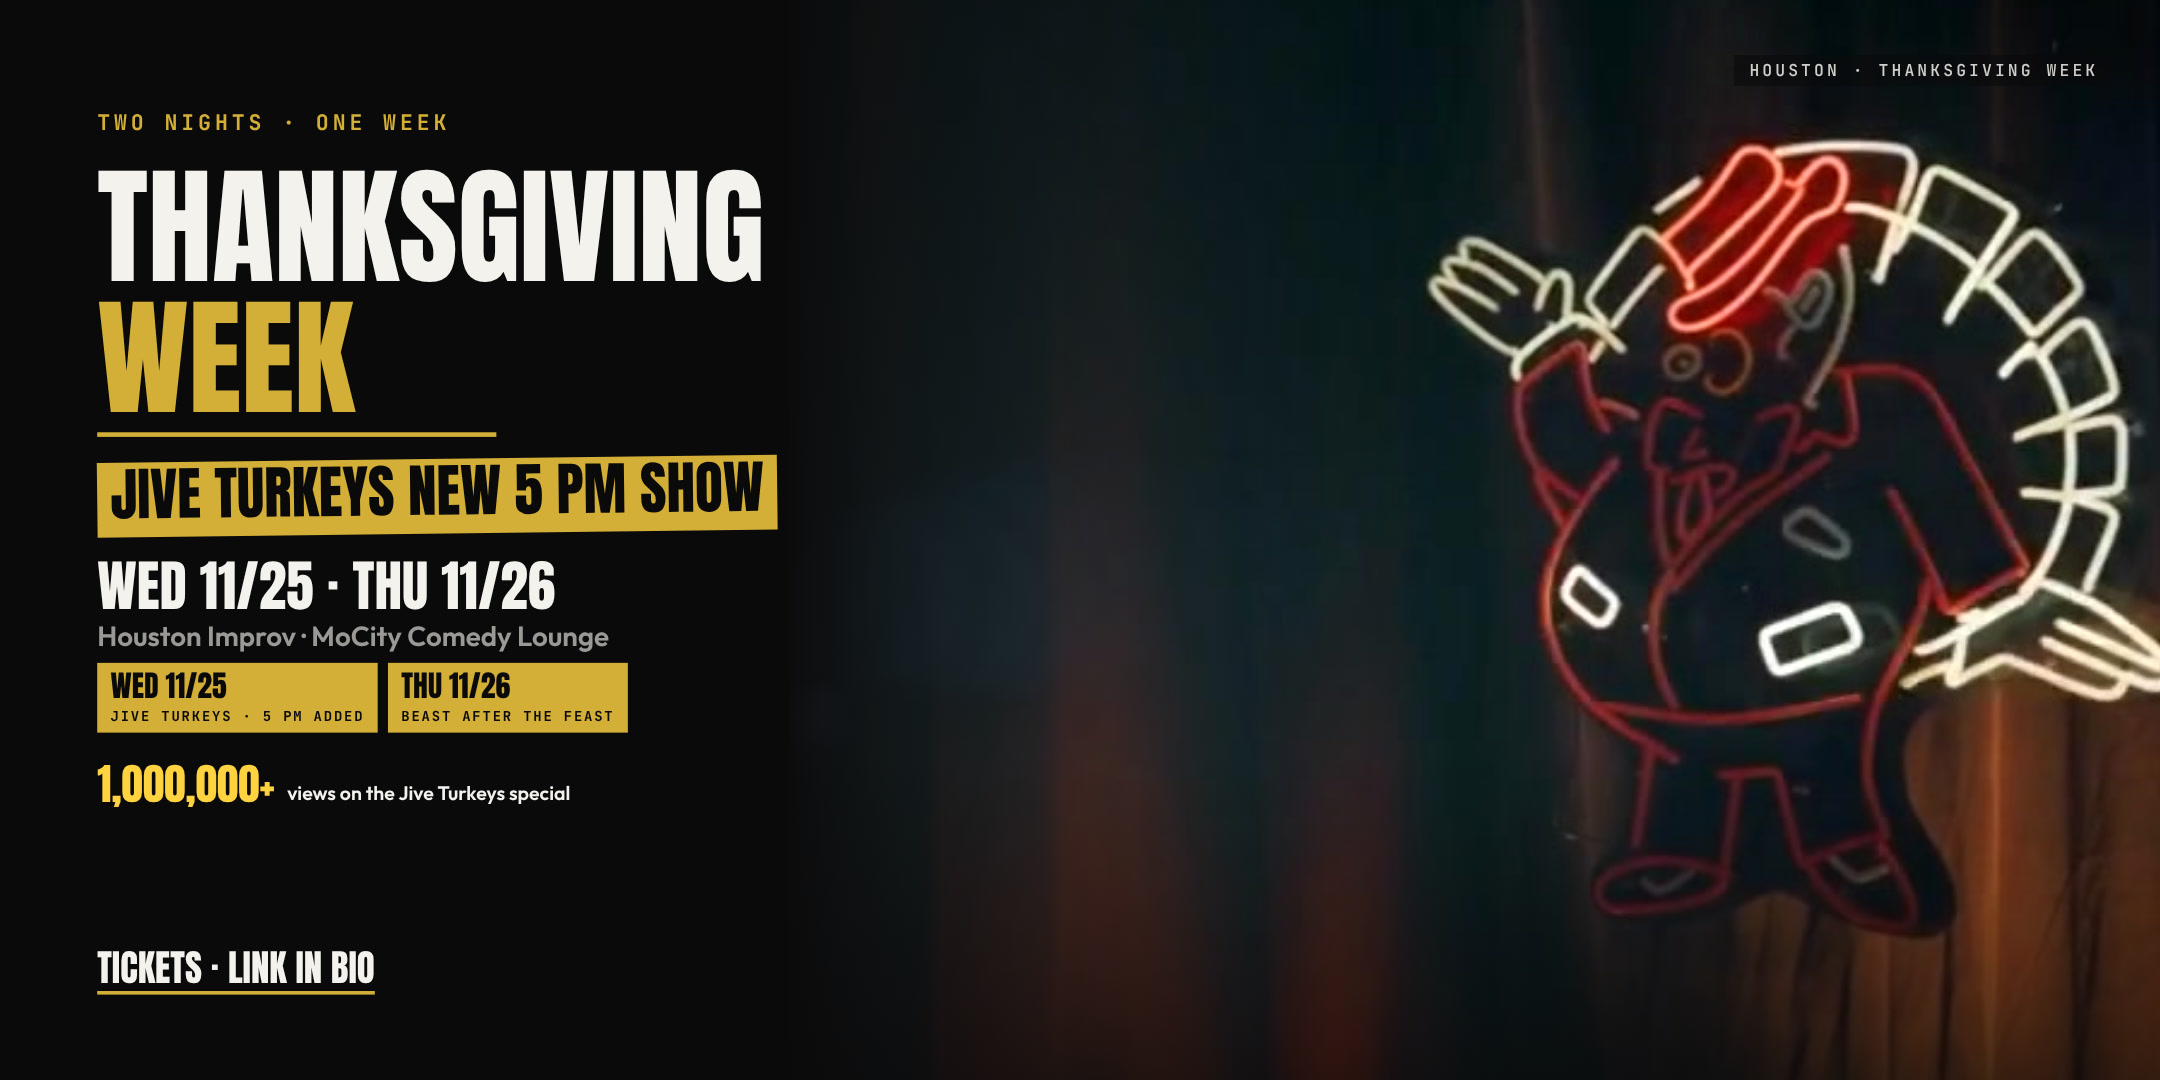 HOUSTON · THANKSGIVING WEEK
TWO NIGHTS · ONE WEEK
THANKSGIVING
WEEK
JIVE TURKEYS NEW 5 PM SHOW
WED 11/25 · THU 11/26
Houston Improv · MoCity Comedy Lounge
WED 11/25
JIVE TURKEYS · 5 PM ADDED
THU 11/26
BEAST AFTER THE FEAST
1,000,000+ views on the Jive Turkeys special
TICKETS · LINK IN BIO